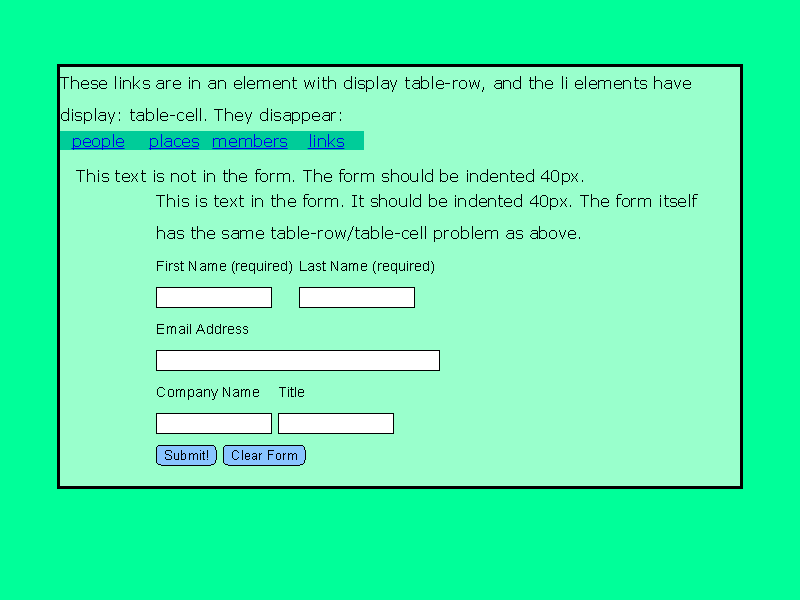 These links are in an element with display table-row, and the li elements have
display: table-cell. They disappear:
people places members links
This text is not in the form. The form should be indented 40px.
This is text in the form. It should be indented 40px. The form itself
has the same table-row/table-cell problem as above.
First Name (required) Last Name (required)
Email Address
Company Name Title
Submit! Clear Form